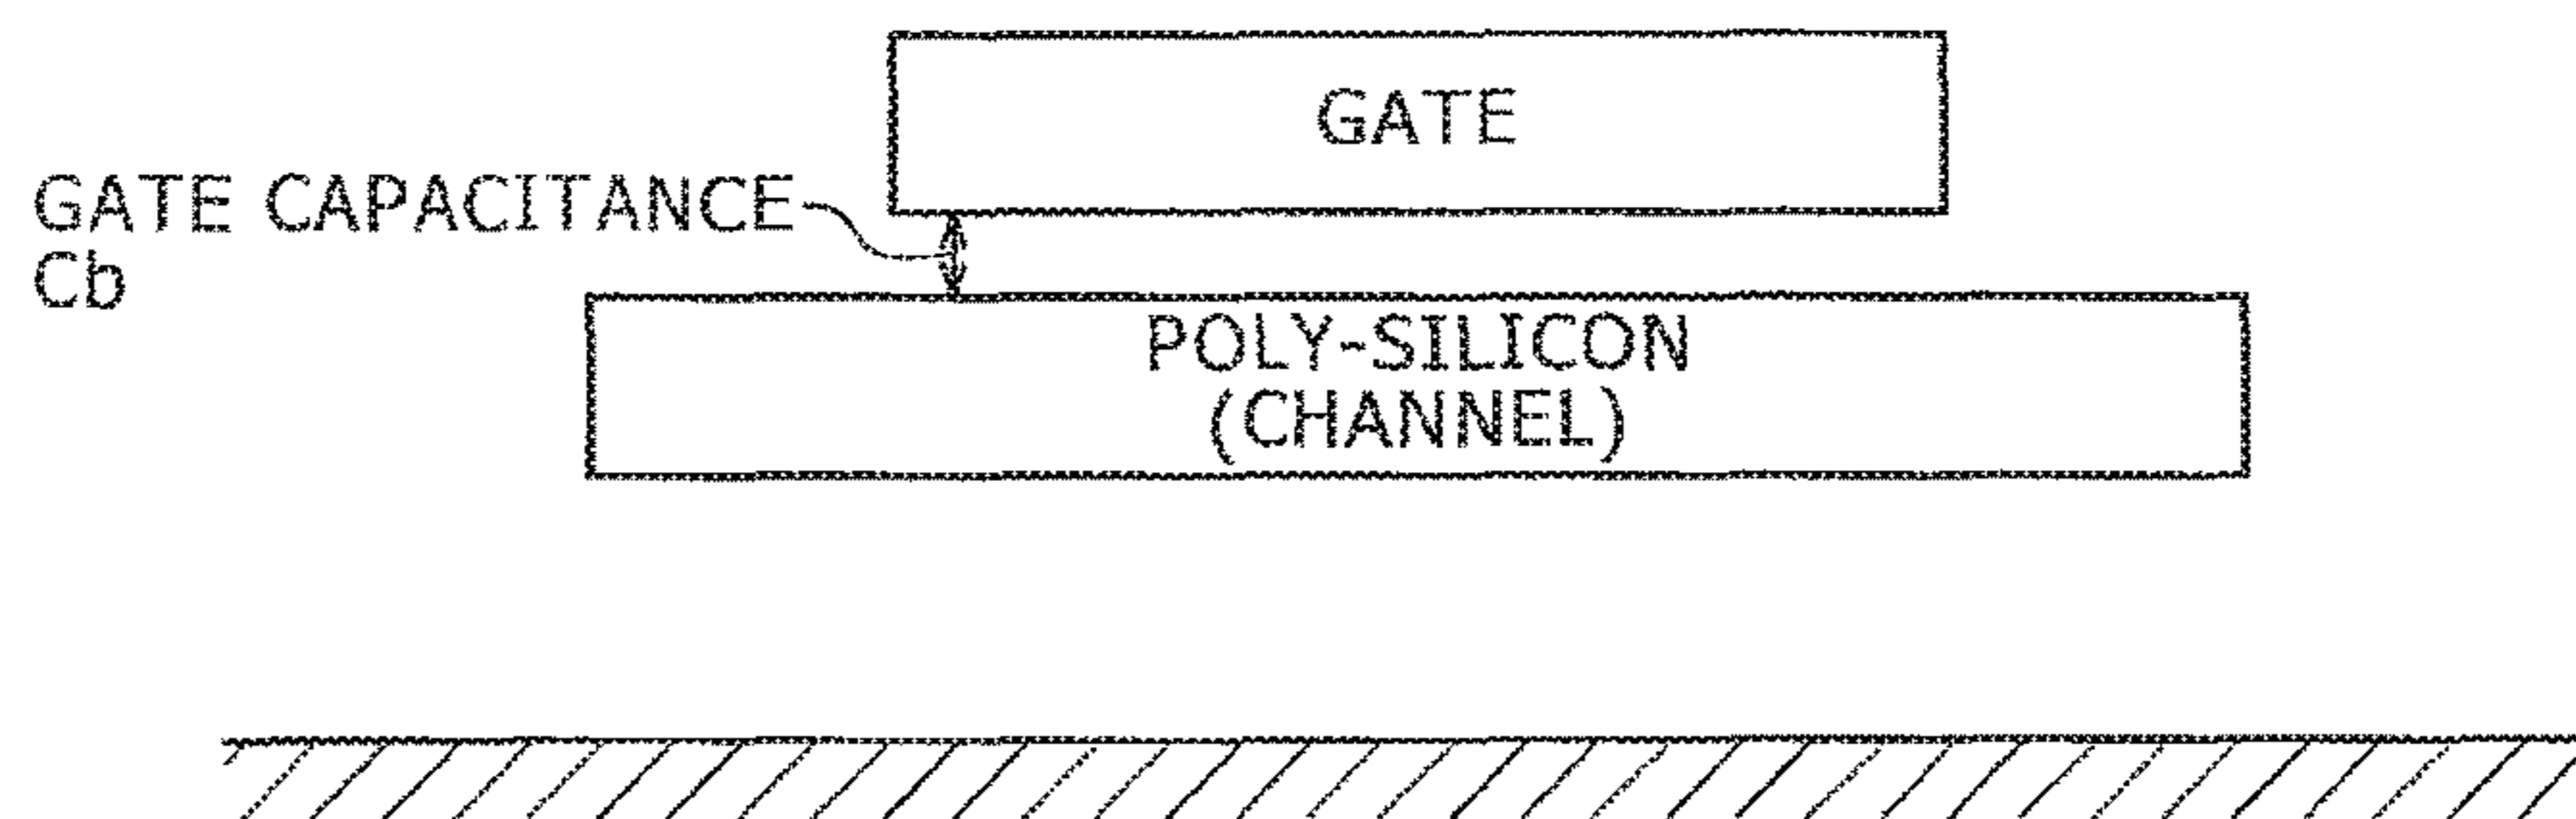 GATE
GATE CAPACITANCE
Cb
POLY-SILICON
(CHANNEL)